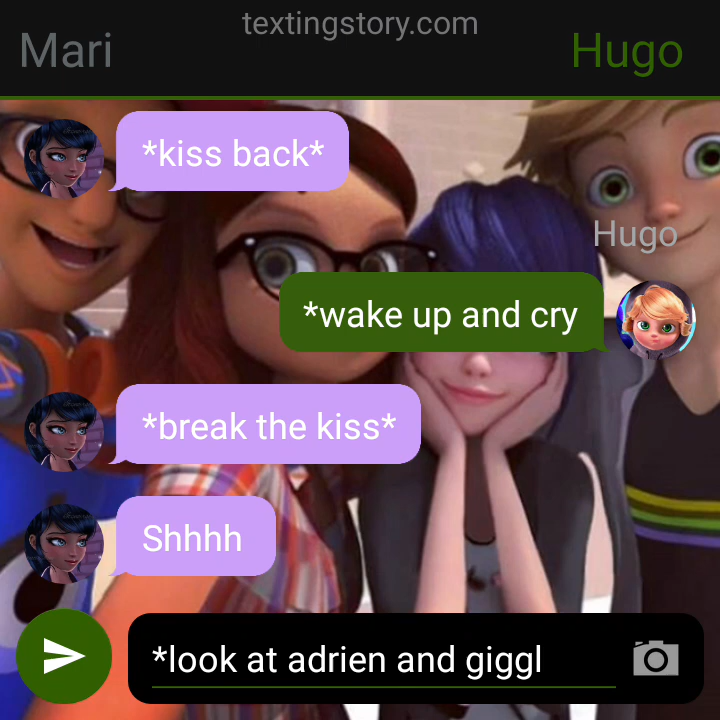 textingstory.com
Mari
Hugo
*kiss back*
Hugo
*wake up and cry
*break the kiss*
Shhhh
*look at adrien and giggl